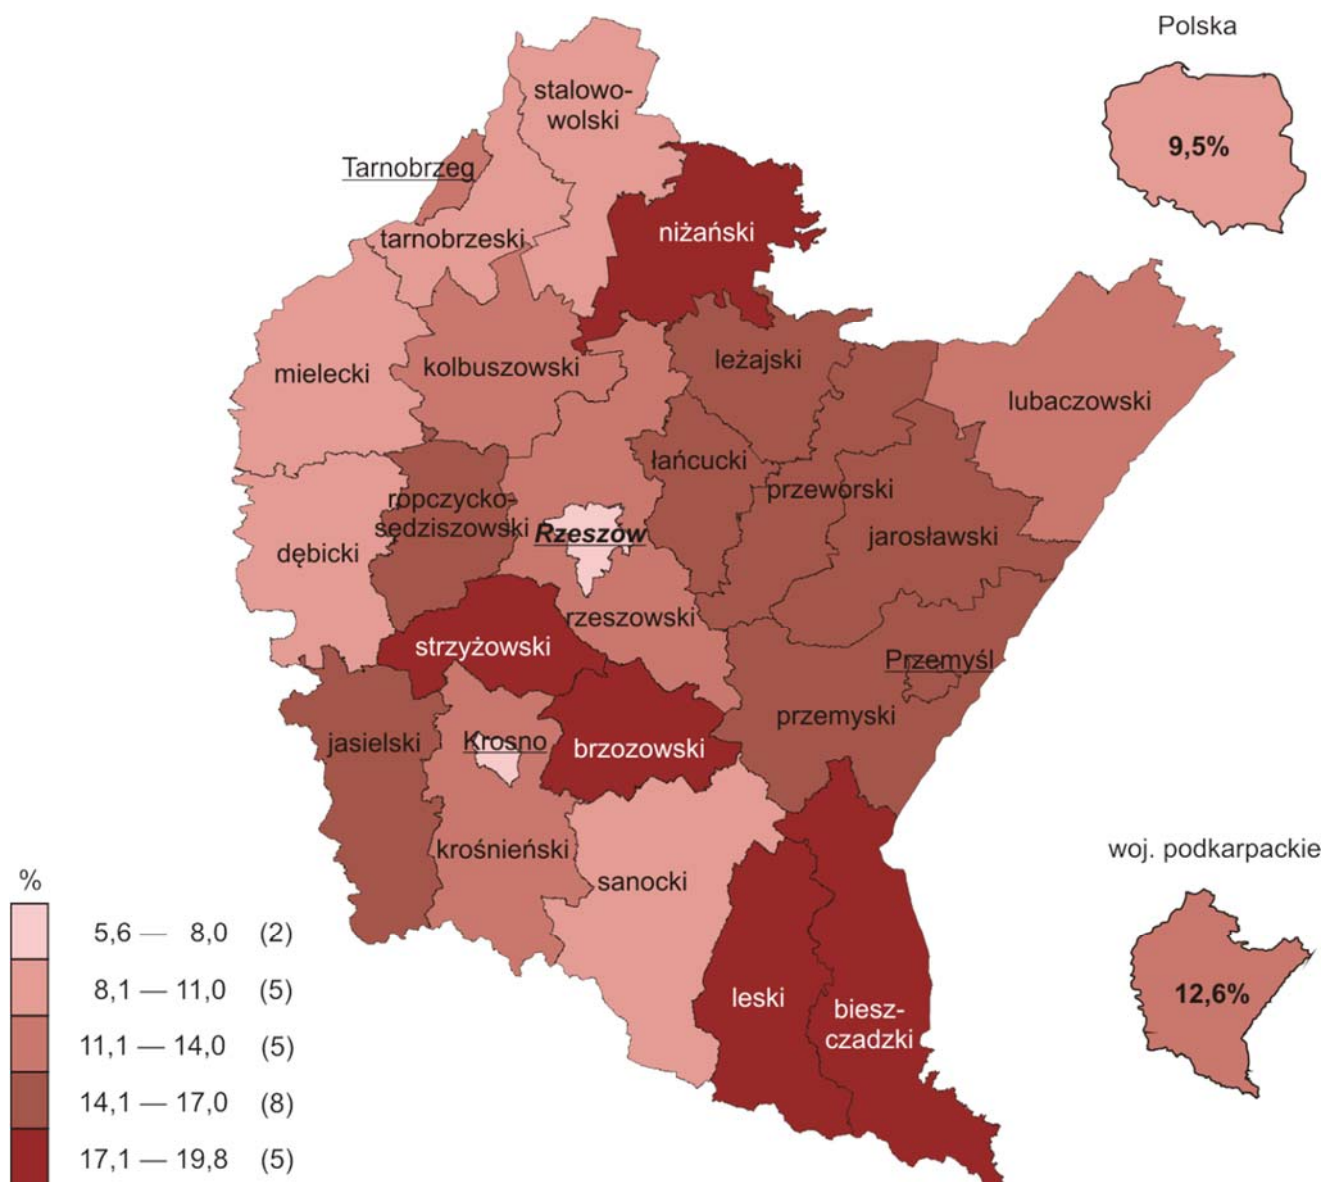 Polska
9,5%
stalowo-
wolski
Tarnobrzeg
tarnobrzeski
niżański
mielecki
kolbuszowski
leżajski
lubaczowski
łańcucki
przeworski
ropczycko-
sędziszowski
Rzeszów
jarosławski
dębicki
rzeszowski
strzyżowski
Przemyśl
przemyski
jasielski
Krosno
brzozowski
krośnieński
sanocki
leski
biesz-
czadzki
woj. podkarpackie
12,6%
%
5,6 — 8,0 (2)
8,1 — 11,0 (5)
11,1 — 14,0 (5)
14,1 — 17,0 (8)
17,1 — 19,8 (5)